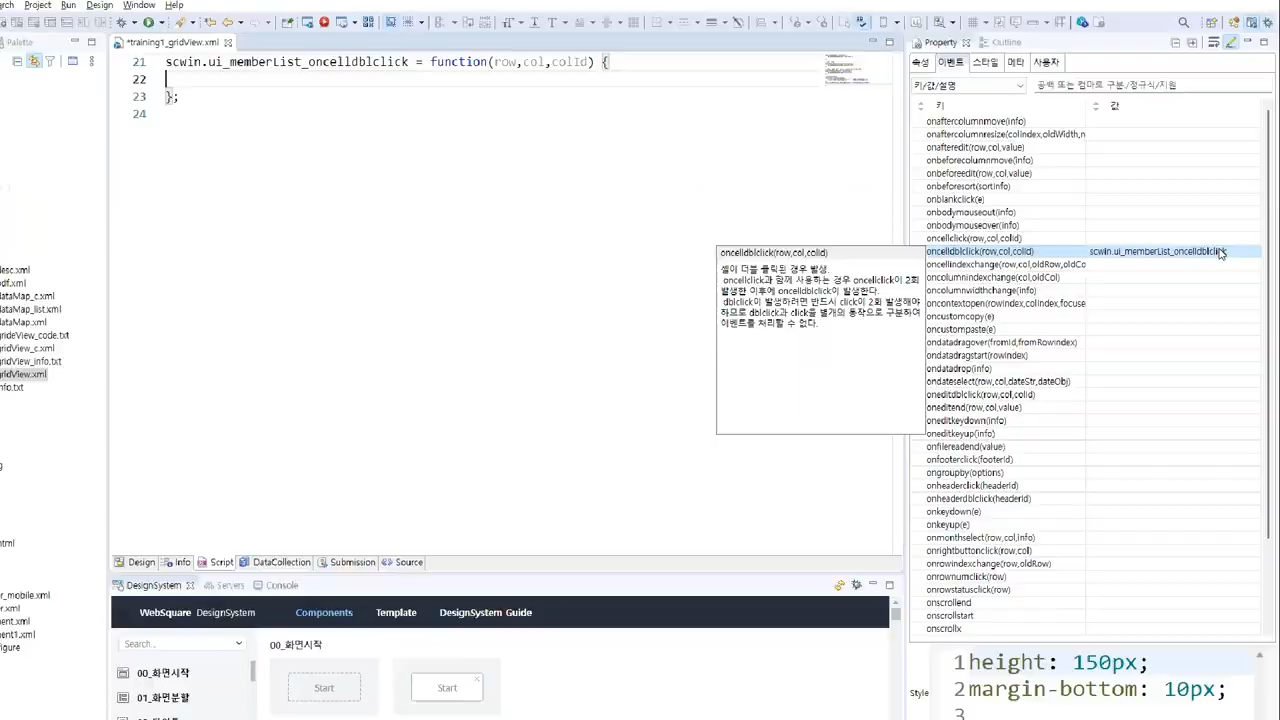 arch Project Run Design Window Help
Palette
*training1_gridView.xml
Property Outline
속성 이벤트 스타일 메타 사용자
키/값/설명
공백 또는 컴마로 구분/정규식/지원
키 값
21 scwin.ui_memberList_oncelldblclick = function(row,col,colId) {
22
23 };
24
desc.xml
df.xml
dataMap_c.xml
dataMap_list.xml
dataMap.xml
grideView_code.txt
gridView_c.xml
gridView_info.txt
gridView.xml
nfo.txt
html
er_mobile.xml
er.xml
nent.xml
nent1.xml
figure
onaftercolumnmove(info)
onaftercolumnresize(colIndex,oldWidth,n
onafteredit(row,col,value)
onbeforecolumnmove(info)
onbeforeedit(row,col,value)
onbeforesort(sortInfo)
onblankclick(e)
onbodymouseout(info)
onbodymouseover(info)
oncellclick(row,col,colId)
oncelldblclick(row,col,colId) scwin.ui_memberList_oncelldblclick
oncellindexchange(row,col,oldRow,oldCo
oncolumnindexchange(col,oldCol)
oncolumnwidthchange(info)
oncontextopen(rowIndex,colIndex,focuse
oncustomcopy(e)
oncustompaste(e)
ondatadragover(fromId,fromRowIndex)
ondatadragstart(rowIndex)
ondatadrop(info)
ondateselect(row,col,dateStr,dateObj)
oneditdblclick(row,col,colId)
oneditend(row,col,value)
oneditkeydown(info)
oneditkeyup(info)
onfilereadend(value)
onfooterclick(footerId)
ongroupby(options)
onheaderclick(headerId)
onheaderdblclick(headerId)
onkeydown(e)
onkeyup(e)
onmonthselect(row,col,info)
onrightbuttonclick(row,col)
onrowindexchange(row,oldRow)
onrownumclick(row)
onrowstatusclick(row)
onscrollend
onscrollstart
onscrollx
oncelldblclick(row,col,colId)
셀이 더블 클릭된 경우 발생.
oncellclick과 함께 사용하는 경우 oncellclick이 2회
발생한 이후에 oncelldblclick이 발생한다.
dblclick이 발생하려면 반드시 click이 2회 발생해야
하므로 dblclick과 click을 별개의 동작으로 구분하여
이벤트를 처리할 수 없다.
Design Info Script DataCollection Submission Source
DesignSystem Servers Console
WebSquare DesignSystem Components Template DesignSystem Guide
Search..
00_화면시작
00_화면시작
01_화면분할
Start
Start
Style
1 height: 150px;
2 margin-bottom: 10px;
3